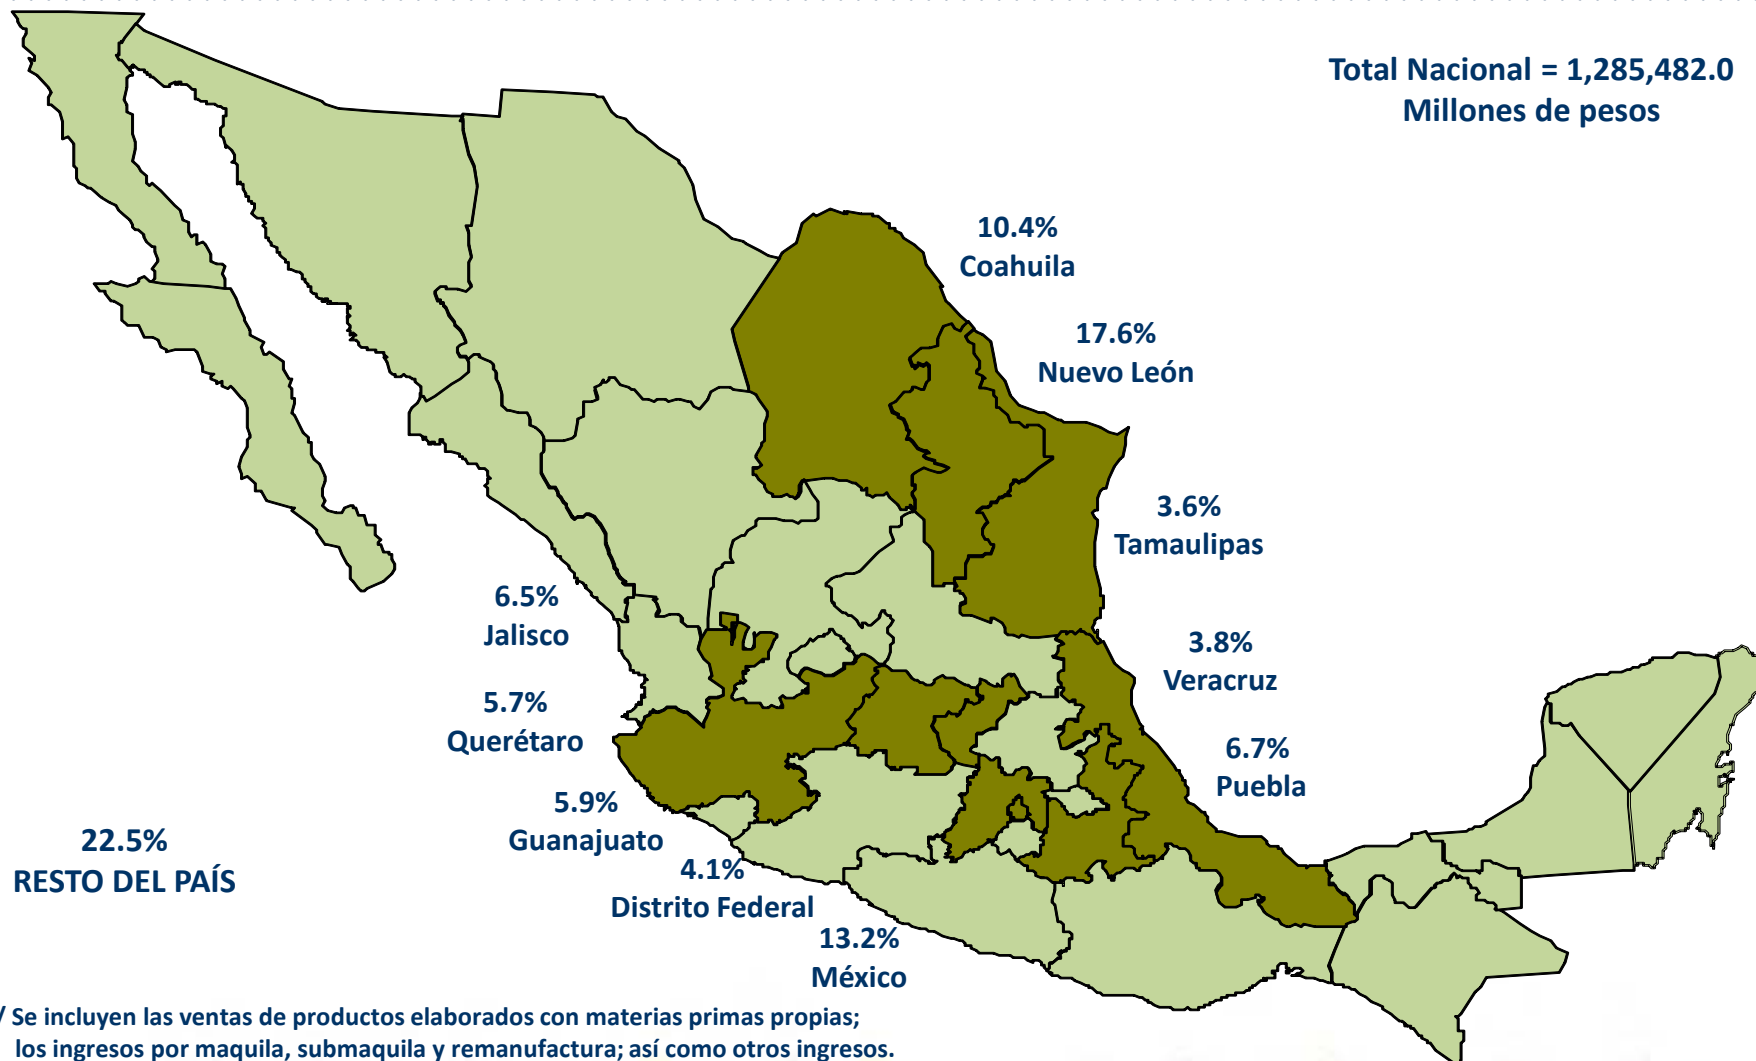 Total Nacional = 1,285,482.0
Millones de pesos
10.4%
Coahuila
17.6%
Nuevo León
3.6%
Tamaulipas
6.5%
Jalisco
3.8%
Veracruz
5.7%
Querétaro
6.7%
Puebla
5.9%
Guanajuato
22.5%
RESTO DEL PAÍS
4.1%
Distrito Federal
13.2%
México
/ Se incluyen las ventas de productos elaborados con materias primas propias;
los ingresos por maquila, submaquila y remanufactura; así como otros ingresos.